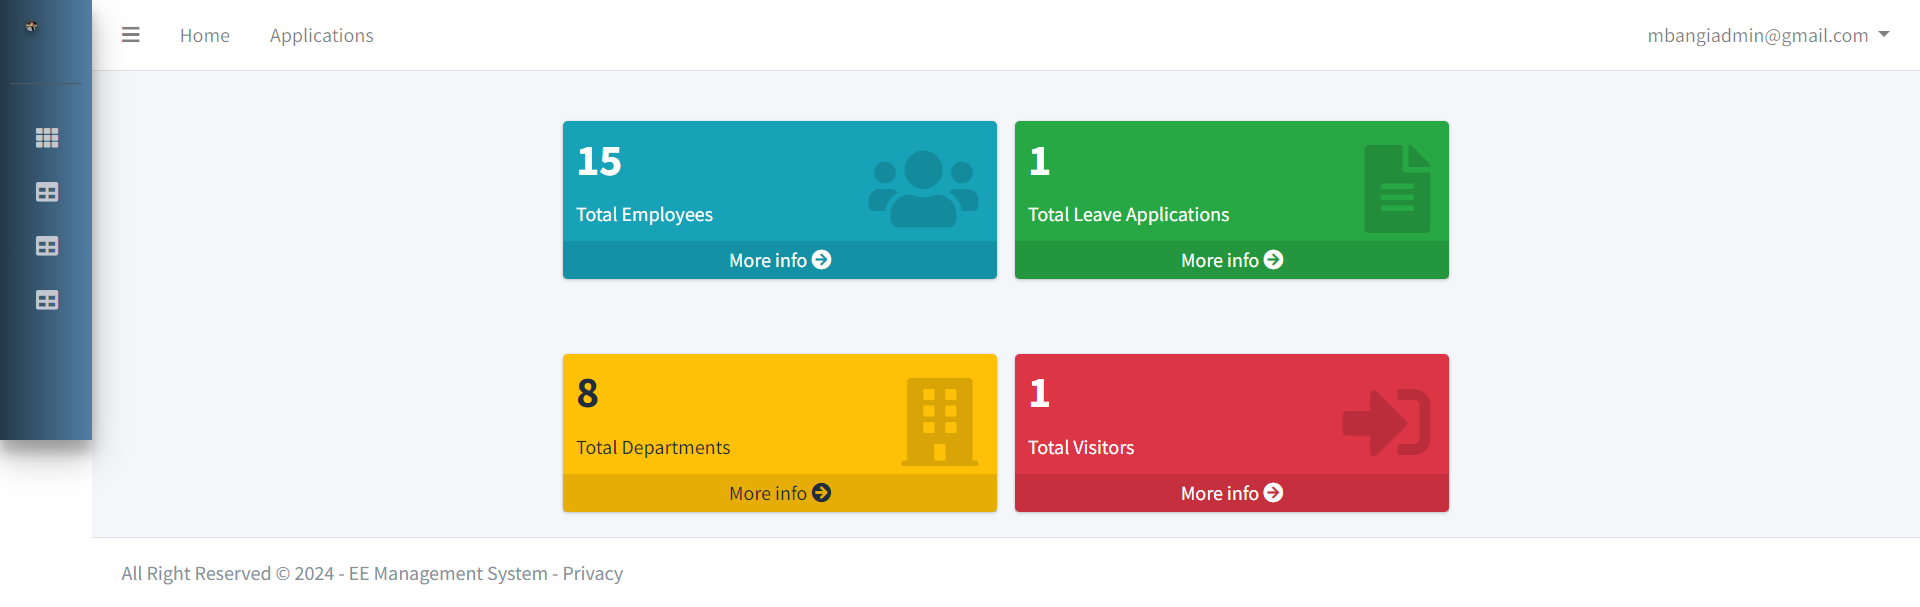 Home
Applications
mbangiadmin@gmail.com
15
Total Employees
More info
1
Total Leave Applications
More info
8
Total Departments
More info
1
Total Visitors
More info
All Right Reserved © 2024 - EE Management System - Privacy